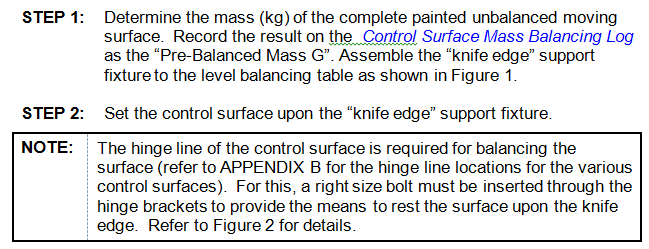 STEP 1: Determine the mass (kg) of the complete painted unbalanced moving
surface. Record the result on the Control Surface Mass Balancing Log
as the “Pre-Balanced Mass G”. Assemble the “knife edge” support
fixture to the level balancing table as shown in Figure 1.
STEP 2: Set the control surface upon the “knife edge” support fixture.
NOTE: The hinge line of the control surface is required for balancing the
surface (refer to APPENDIX B for the hinge line locations for the various
control surfaces). For this, a right size bolt must be inserted through the
hinge brackets to provide the means to rest the surface upon the knife
edge. Refer to Figure 2 for details.